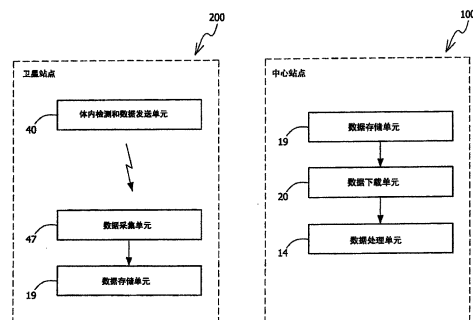 200
卫星站点
体内检测和数据发送单元
40
数据采集单元
47
数据存储单元
19
100
中心站点
数据存储单元
19
数据下载单元
20
数据处理单元
14